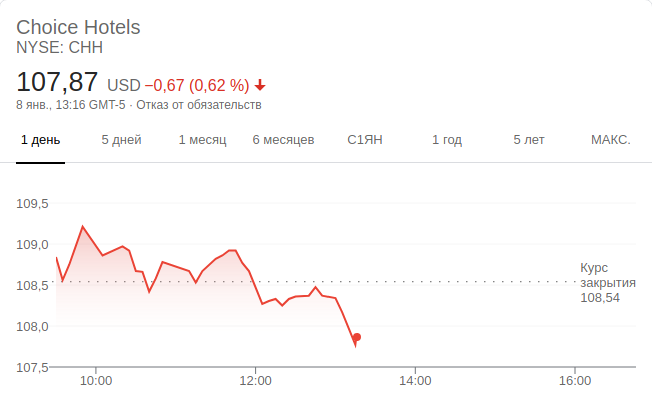 Choice Hotels
NYSE: CHH
107,87 USD −0,67 (0,62 %)
8 янв., 13:16 GMT-5 · Отказ от обязательств
1 день 5 дней 1 месяц 6 месяцев С1ЯН 1 год 5 лет МАКС.
109,5
109,0
108,5
108,0
107,5
Курс
закрытия
108,54
10:00 12:00 14:00 16:00